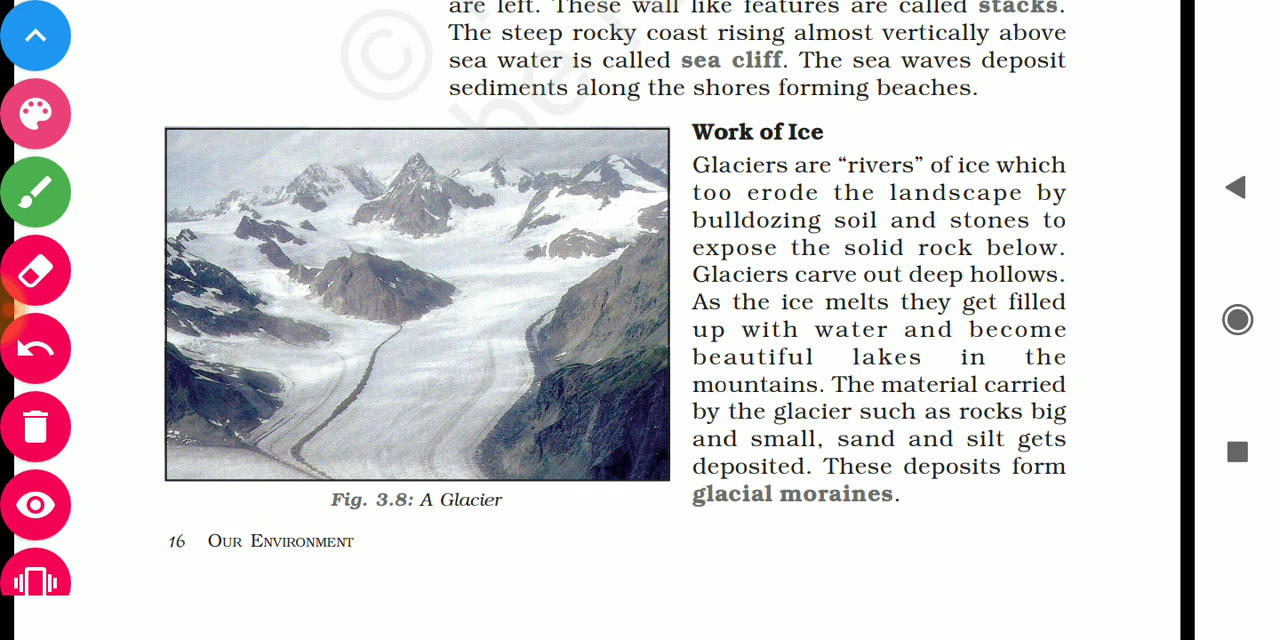 are left. These wall like features are called stacks.
The steep rocky coast rising almost vertically above
sea water is called sea cliff. The sea waves deposit
sediments along the shores forming beaches.
Work of Ice
Glaciers are “rivers” of ice which
too erode the landscape by
bulldozing soil and stones to
expose the solid rock below.
Glaciers carve out deep hollows.
As the ice melts they get filled
up with water and become
beautiful lakes in the
mountains. The material carried
by the glacier such as rocks big
and small, sand and silt gets
deposited. These deposits form
glacial moraines.
Fig. 3.8: A Glacier
16 OUR ENVIRONMENT